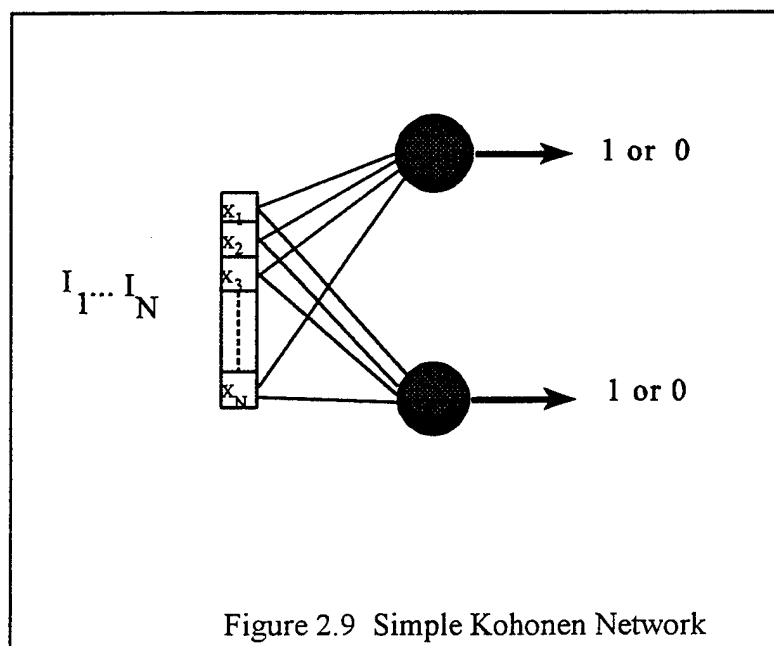 1 or 0
x1
x2
x3
I1... IN
xN
1 or 0
Figure 2.9 Simple Kohonen Network